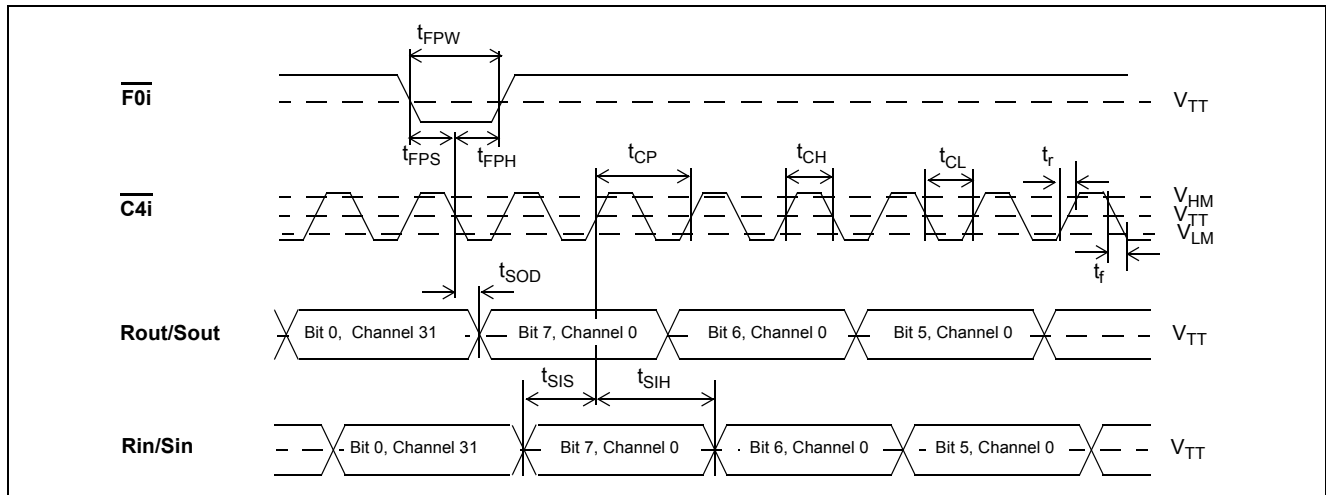 tFPW
F0i
VTT
tFPS
tFPH
tCP
tCH
tCL
tr
C4i
VHM
VTT
VLM
tf
tSOD
Rout/Sout
Bit 0, Channel 31
Bit 7, Channel 0
Bit 6, Channel 0
Bit 5, Channel 0
VTT
tSIS
tSIH
Rin/Sin
Bit 0, Channel 31
Bit 7, Channel 0
Bit 6, Channel 0
Bit 5, Channel 0
VTT